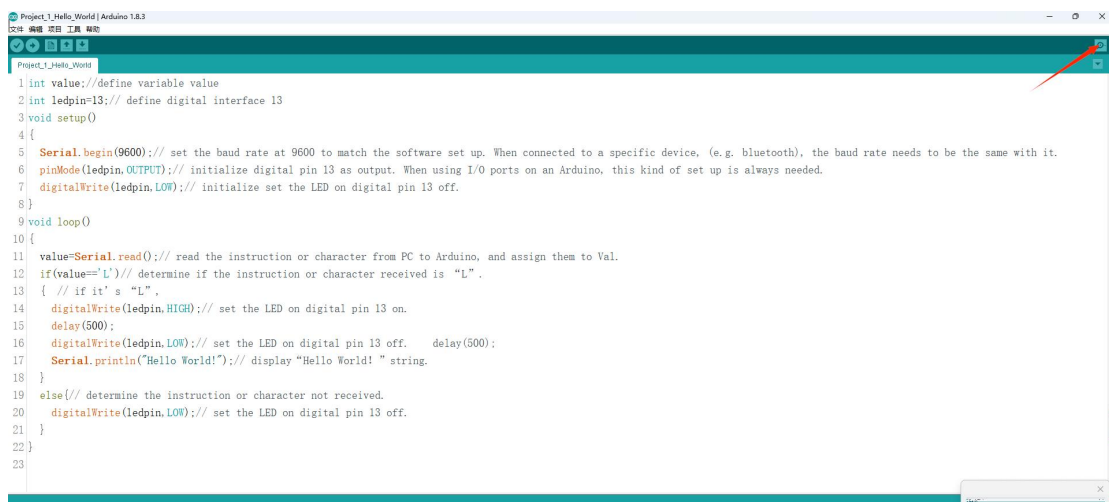 Project_1_Hello_World | Arduino 1.8.3
文件 编辑 项目 工具 帮助
Project_1_Hello_World
1 int value;//define variable value
2 int ledpin=13;// define digital interface 13
3 void setup()
4 {
5 Serial.begin(9600);// set the baud rate at 9600 to match the software set up. When connected to a specific device, (e.g. bluetooth), the baud rate needs to be the same with it.
6 pinMode(ledpin,OUTPUT);// initialize digital pin 13 as output. When using I/O ports on an Arduino, this kind of set up is always needed.
7 digitalWrite(ledpin,LOW);// initialize set the LED on digital pin 13 off.
8 }
9 void loop()
10 {
11 value=Serial.read();// read the instruction or character from PC to Arduino, and assign them to Val.
12 if(value=='L')// determine if the instruction or character received is “L”.
13 { // if it’s “L”,
14 digitalWrite(ledpin,HIGH);// set the LED on digital pin 13 on.
15 delay(500);
16 digitalWrite(ledpin,LOW);// set the LED on digital pin 13 off. delay(500);
17 Serial.println("Hello World!");// display “Hello World! ” string.
18 }
19 else{// determine the instruction or character not received.
20 digitalWrite(ledpin,LOW);// set the LED on digital pin 13 off.
21 }
22 }
23